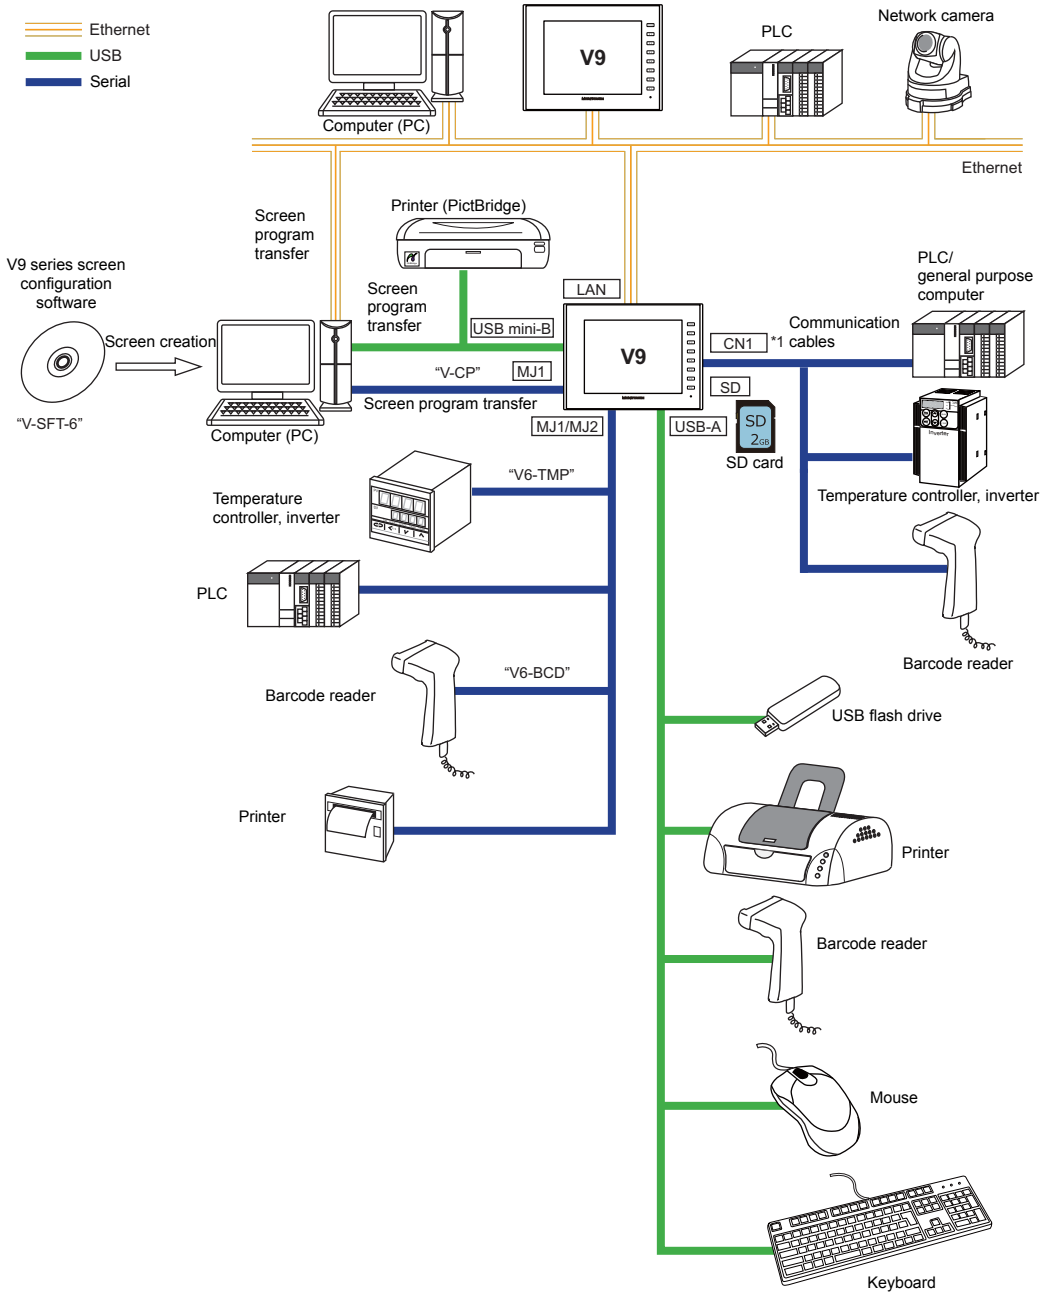 Ethernet
USB
Serial
V9
PLC
Network camera
Computer (PC)
Ethernet
Screen
program
transfer
Printer (PictBridge)
V9 series screen
configuration
software
Screen creation
"V-SFT-6"
Computer (PC)
Screen
program
transfer
USB mini-B
LAN
"V-CP"
MJ1
Screen program transfer
V9
CN1
*1
Communication
cables
PLC/
general purpose
computer
SD
MJ1/MJ2
USB-A
SD
2GB
SD card
Inverter
Temperature controller, inverter
Barcode reader
"V6-TMP"
Temperature
controller, inverter
PLC
"V6-BCD"
Barcode reader
Printer
USB flash drive
Printer
Barcode reader
Mouse
Keyboard